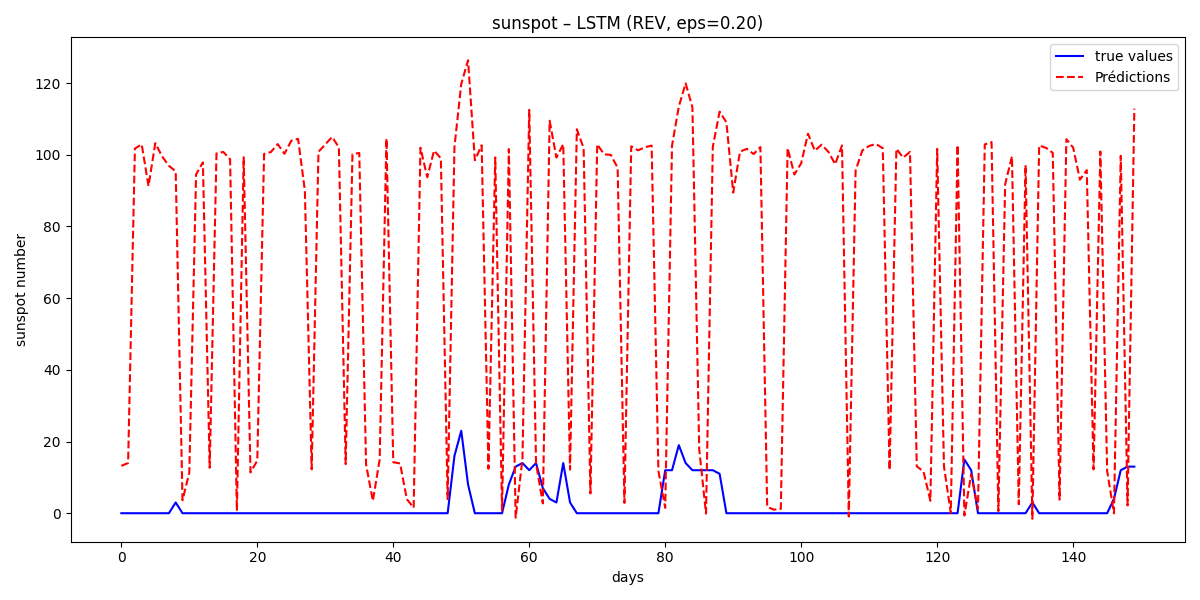 sunspot – LSTM (REV, eps=0.20)
true values
Prédictions
sunspot number
120
100
80
60
40
20
0
0 20 40 60 80 100 120 140
days